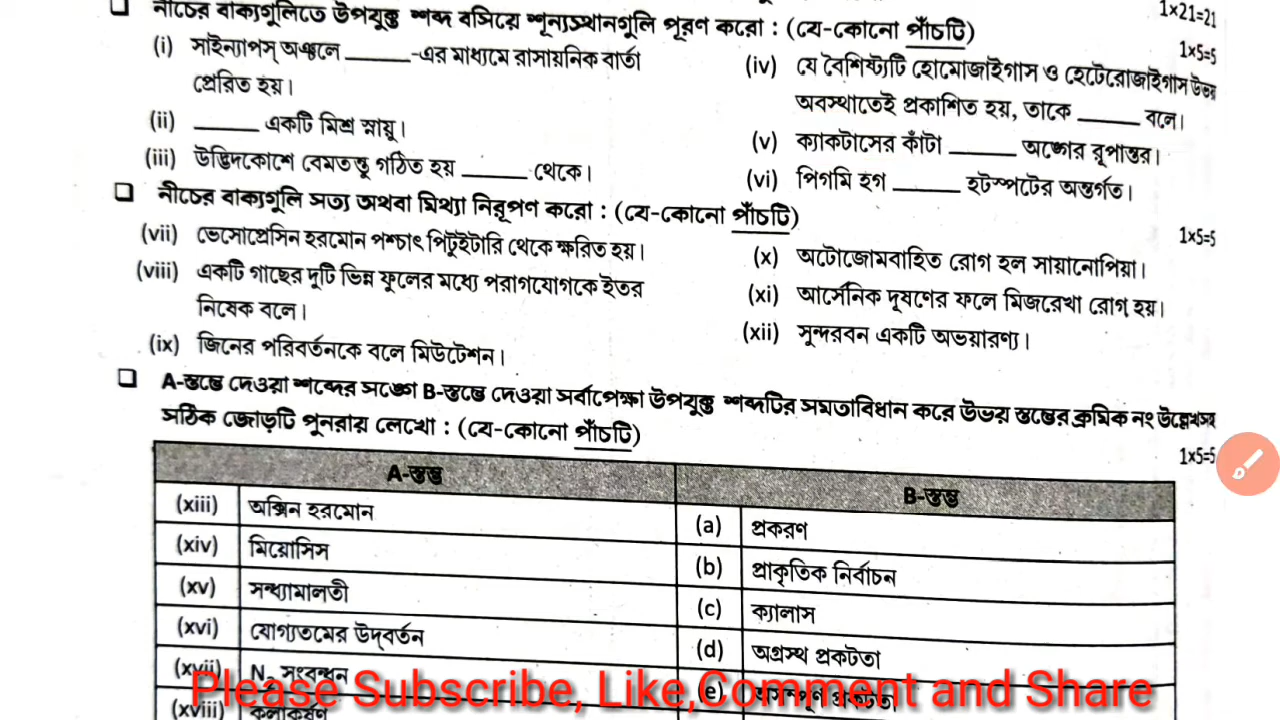 নীচের বাক্যগুলিতে উপযুক্ত শব্দ বসিয়ে শূন্যস্থানগুলি পূরণ করো : (যে-কোনো পাঁচটি)
1×21=21
1×5=5
(i) সাইন্যাপস্ অঞ্চলে ______-এর মাধ্যমে রাসায়নিক বার্তা
প্রেরিত হয়।
(ii) ______ একটি মিশ্র স্নায়ু।
(iii) উদ্ভিদকোশে বেমতন্তু গঠিত হয় ______ থেকে।
(iv) যে বৈশিষ্ট্যটি হোমোজাইগাস ও হেটেরোজাইগাস উভয়
অবস্থাতেই প্রকাশিত হয়, তাকে ______ বলে।
(v) ক্যাকটাসের কাঁটা ______ অঙ্গের রূপান্তর।
(vi) পিগমি হগ ______ হটস্পটের অন্তর্গত।
নীচের বাক্যগুলি সত্য অথবা মিথ্যা নিরূপণ করো : (যে-কোনো পাঁচটি)
1×5=5
(vii) ভেসোপ্রেসিন হরমোন পশ্চাৎ পিটুইটারি থেকে ক্ষরিত হয়।
(viii) একটি গাছের দুটি ভিন্ন ফুলের মধ্যে পরাগযোগকে ইতর
নিষেক বলে।
(ix) জিনের পরিবর্তনকে বলে মিউটেশন।
(x) অটোজোমবাহিত রোগ হল সায়ানোপিয়া।
(xi) আর্সেনিক দূষণের ফলে মিজরেখা রোগ হয়।
(xii) সুন্দরবন একটি অভয়ারণ্য।
A-স্তম্ভে দেওয়া শব্দের সঙ্গে B-স্তম্ভে দেওয়া সর্বাপেক্ষা উপযুক্ত শব্দটির সমতাবিধান করে উভয় স্তম্ভের ক্রমিক নং উল্লেখসহ
সঠিক জোড়টি পুনরায় লেখো : (যে-কোনো পাঁচটি)
1×5=5
A-স্তম্ভ B-স্তম্ভ
(xiii) অক্সিন হরমোন (a) প্রকরণ
(xiv) মিয়োসিস (b) প্রাকৃতিক নির্বাচন
(xv) সন্ধ্যামালতী (c) ক্যালাস
(xvi) যোগ্যতমের উদ্‌বর্তন (d) অগ্রস্থ প্রকটতা
(xvii) N₂ সংবন্ধন (e) অসম্পূর্ণ প্রকটতা
(xviii)
Please Subscribe, Like,Comment and Share